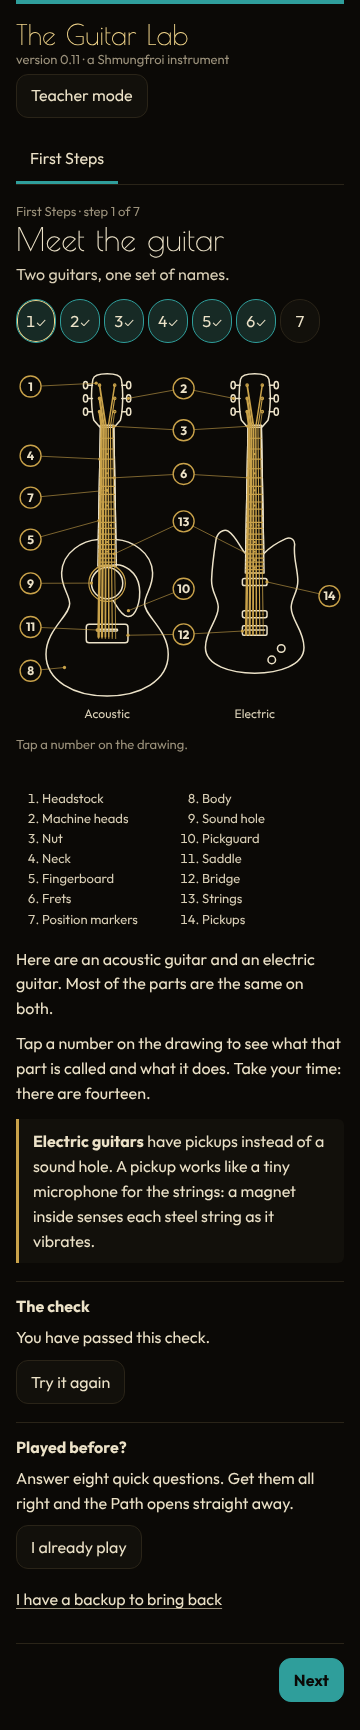 The Guitar Lab
version 0.11 · a Shmungfroi instrument
Teacher mode
First Steps
First Steps · step 1 of 7
Meet the guitar
Two guitars, one set of names.
1✓ 2✓ 3✓ 4✓ 5✓ 6✓ 7
1
2
3
4
6
7
13
5
9
10
14
11
12
8
Acoustic
Electric
Tap a number on the drawing.
1. Headstock
2. Machine heads
3. Nut
4. Neck
5. Fingerboard
6. Frets
7. Position markers
8. Body
9. Sound hole
10. Pickguard
11. Saddle
12. Bridge
13. Strings
14. Pickups
Here are an acoustic guitar and an electric
guitar. Most of the parts are the same on
both.
Tap a number on the drawing to see what that
part is called and what it does. Take your time:
there are fourteen.
Electric guitars have pickups instead of a
sound hole. A pickup works like a tiny
microphone for the strings: a magnet
inside senses each steel string as it
vibrates.
The check
You have passed this check.
Try it again
Played before?
Answer eight quick questions. Get them all
right and the Path opens straight away.
I already play
I have a backup to bring back
Next